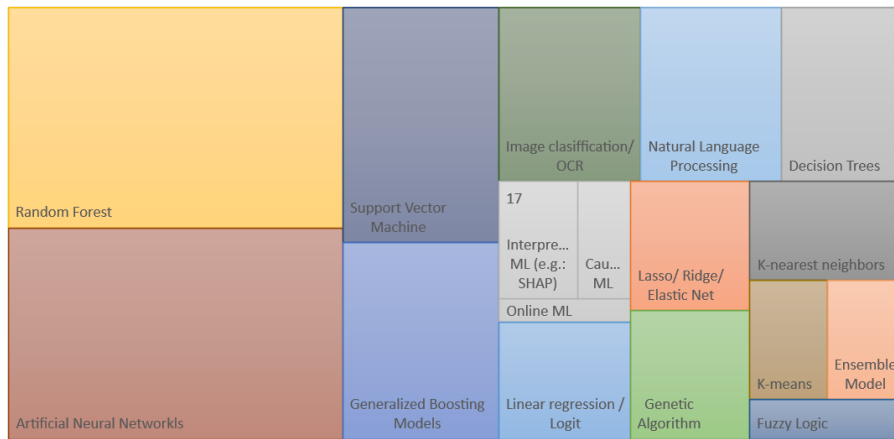 Random Forest
Artificial Neural Networkls
Support Vector
Machine
Generalized Boosting
Models
Image clasiffication/
OCR
Natural Language
Processing
Decision Trees
17
Interpre...
ML (e.g.:
SHAP)
Cau...
ML
Online ML
Linear regression /
Logit
Lasso/ Ridge/
Elastic Net
Genetic
Algorithm
K-nearest neighbors
K-means
Ensemble
Model
Fuzzy Logic